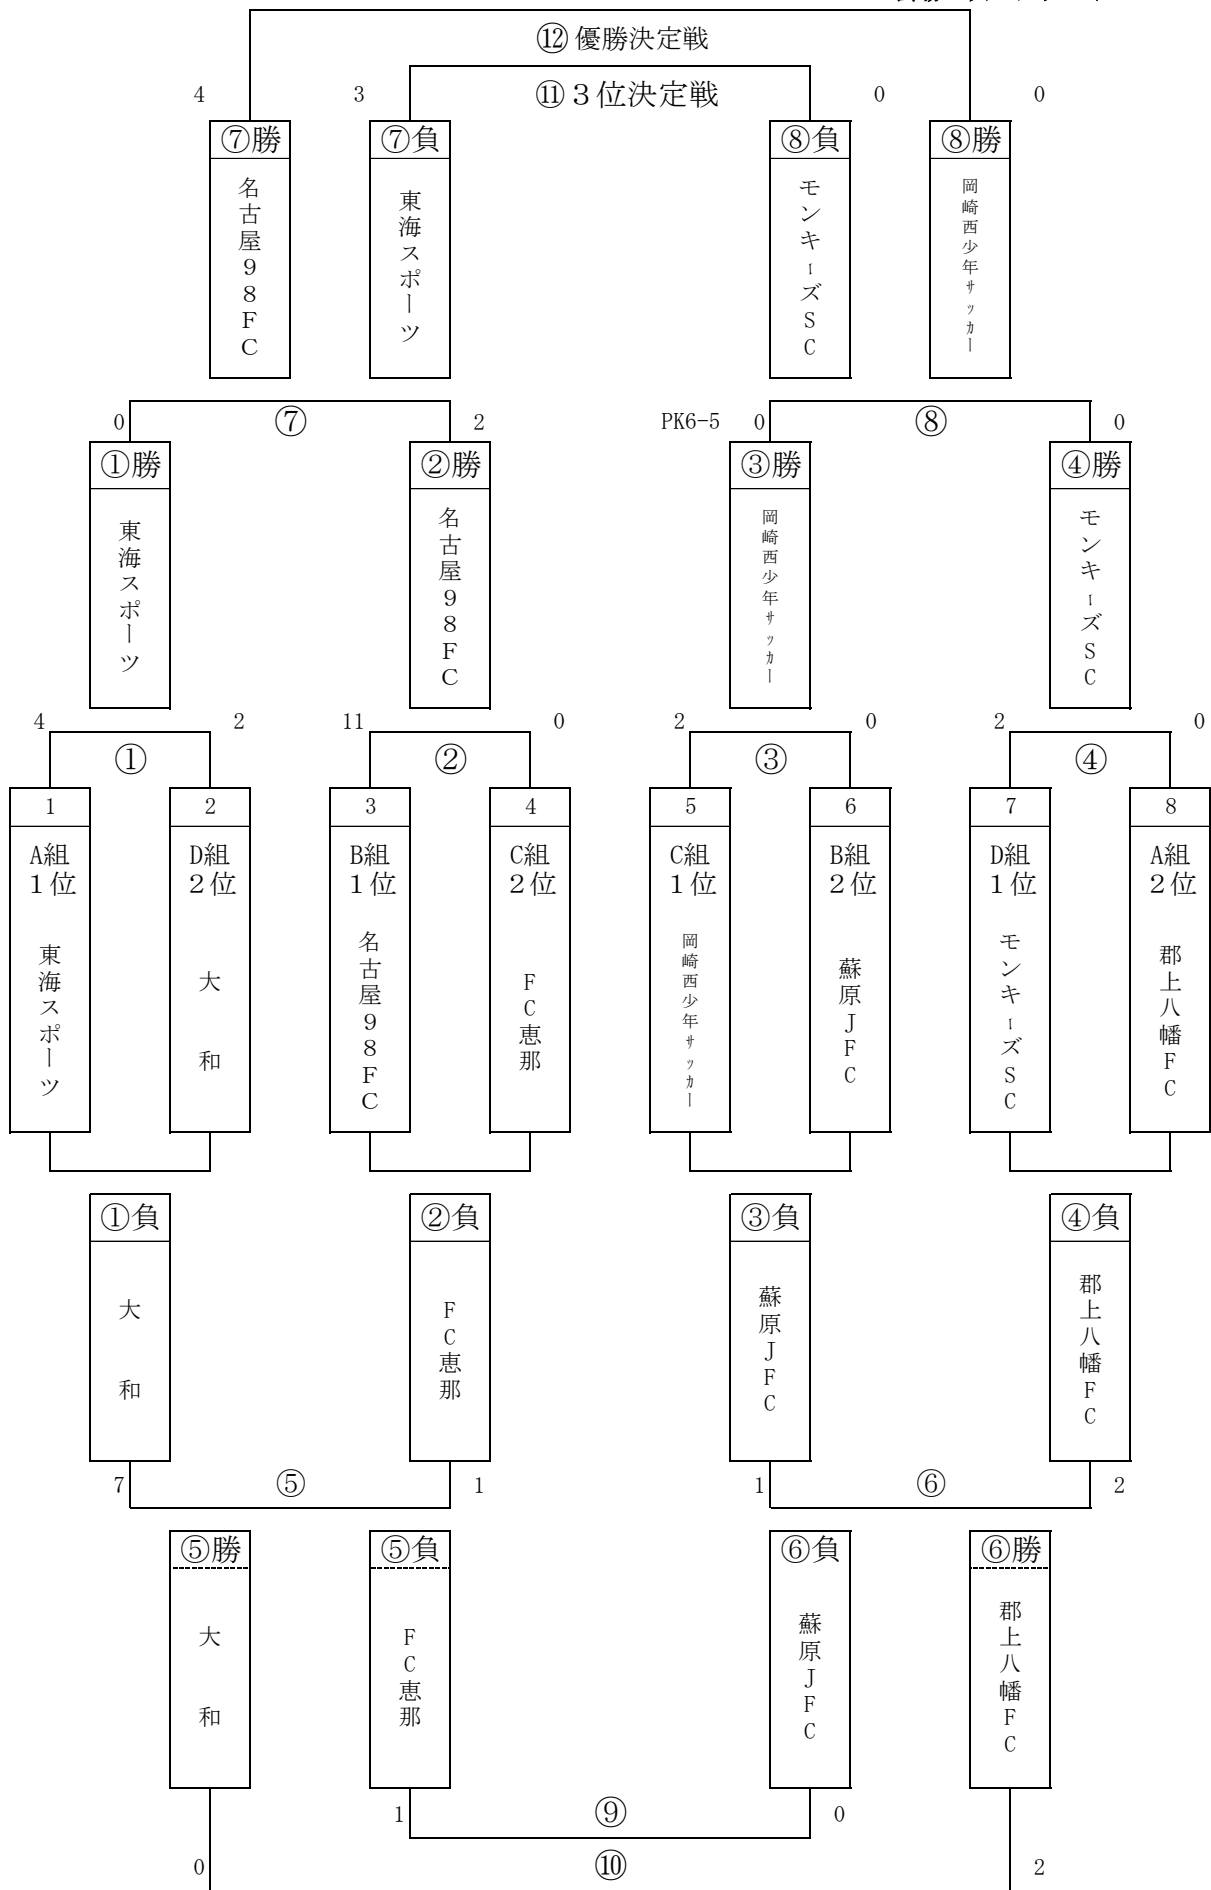 ⑫優勝決定戦
⑪３位決定戦
4
3
0
0
⑦勝
⑦負
⑧負
⑧勝
名古屋９８ＦＣ
東海スポーツ
モンキーズSC
岡崎西少年ｻｯｶｰ
0
⑦
2
PK6-5
0
⑧
0
①勝
②勝
③勝
④勝
東海スポーツ
名古屋９８ＦＣ
岡崎西少年ｻｯｶｰ
モンキーズSC
4
2
11
0
2
0
2
0
①
②
③
④
1
2
3
4
5
6
7
8
A組
D組
B組
C組
C組
B組
D組
A組
１位
２位
１位
２位
１位
２位
１位
２位
東海スポーツ
大和
名古屋９８ＦＣ
FC恵那
岡崎西少年ｻｯｶｰ
蘇原JFC
モンキーズSC
郡上八幡FC
①負
②負
③負
④負
大和
FC恵那
蘇原JFC
郡上八幡FC
7
⑤
1
1
⑥
2
⑤勝
⑤負
⑥負
⑥勝
大和
FC恵那
蘇原JFC
郡上八幡FC
1
⑨
0
0
⑩
2